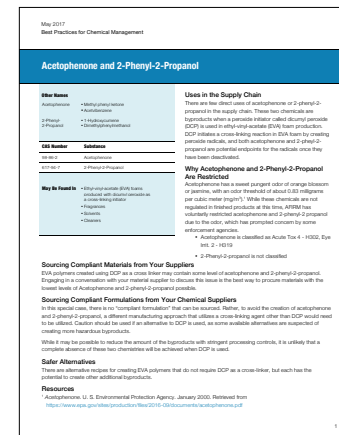 May 2017
Best Practices for Chemical Management
Acetophenone and 2-Phenyl-2-Propanol
Other Names
Acetophenone
• Methyl phenyl ketone
• Acetylbenzene
2-Phenyl-
2-Propanol
• Dimethylphenylmethanol
CAS Number Substance
98-86-2 Acetophenone
617-94-7 2-Phenyl-2-Propanol
May Be Found In
• Ethyl-vinyl-acetate (EVA) foams
produced with dicumyl peroxide as
a cross-linking initiator
• Fragrances
• Solvents
• Cleaners
Uses in the Supply Chain
There are few direct uses of acetophenone or 2-phenyl-2-
propanol in the supply chain. These two chemicals are
byproducts when a peroxide initiator called dicumyl peroxide
(DCP) is used in ethyl-vinyl-acetate (EVA) foam production.
DCP initiates a cross-linking reaction in EVA foam by creating
peroxide radicals, and both acetophenone and 2-phenyl-2-
propanol are potential endpoints for the radicals once they
have been deactivated.
Why Acetophenone and 2-Phenyl-2-Propanol
Are Restricted
Acetophenone has a sweet pungent odor of orange blossom
or jasmine, with an odor threshold of about 0.83 milligrams
per cubic meter (mg/m³).¹ While these chemicals are not
regulated in finished products at this time, AFIRM has
voluntarily restricted acetophenone and 2-phenyl-2 propanol
due to the odor, which has prompted concern by some
enforcement agencies.
• Acetophenone is classified as Acute Tox 4 - H302, Eye
Irrit. 2 - H319
• 2-Phenyl-2-propanol is not classified
Sourcing Compliant Materials from Your Suppliers
EVA polymers created using DCP as a cross linker may contain some level of acetophenone and 2-phenyl-2-propanol.
Engaging in a conversation with your material supplier to discuss this issue is the best way to procure materials with the
lowest levels of Acetophenone and 2-phenyl-2-propanol possible.
Sourcing Compliant Formulations from Your Chemical Suppliers
In this special case, there is no "compliant formulation" that can be sourced. Rather, to avoid the creation of acetophenone
and 2-phenyl-2-propanol, a different manufacturing approach that utilizes a cross-linking agent other than DCP would need
to be utilized. Caution should be used if an alternative to DCP is used, as some available alternatives are suspected of
creating more hazardous byproducts.
While it may be possible to reduce the amount of the byproducts with stringent processing controls, it is unlikely that a
complete absence of these two chemistries will be achieved when DCP is used.
Safer Alternatives
There are alternative recipes for creating EVA polymers that do not require DCP as a cross-linker, but each has the
potential to create other additional byproducts.
Resources
¹ Acetophenone. U. S. Environmental Protection Agency. January 2000. Retrieved from
https://www.epa.gov/sites/production/files/2016-09/documents/acetophenone.pdf
1